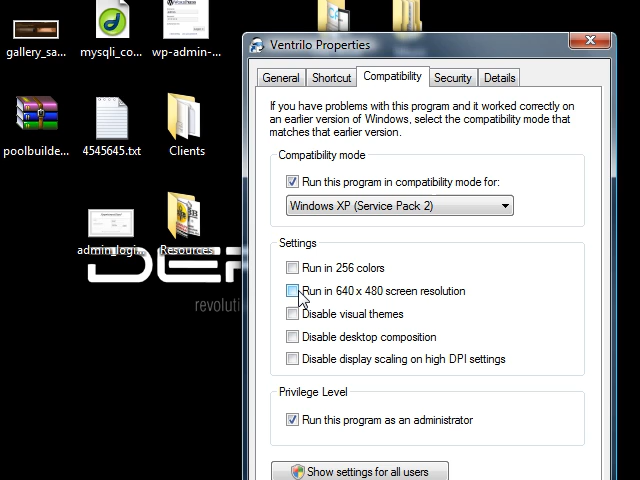 gallery_sa...
mysqli_co...
wp-admin-...
poolbuilde...
4545645.txt
Clients
admin_logi...
Resources
revoluti
Ventrilo Properties
General
Shortcut
Compatibility
Security
Details
If you have problems with this program and it worked correctly on
an earlier version of Windows, select the compatibility mode that
matches that earlier version.
Compatibility mode
Run this program in compatibility mode for:
Windows XP (Service Pack 2)
Settings
Run in 256 colors
Run in 640 x 480 screen resolution
Disable visual themes
Disable desktop composition
Disable display scaling on high DPI settings
Privilege Level
Run this program as an administrator
Show settings for all users